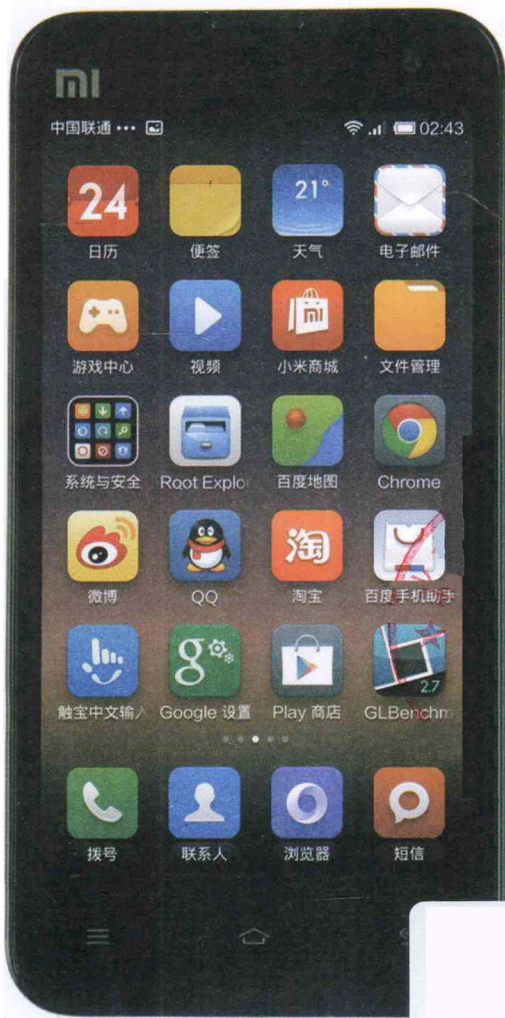 mi
中国联通 ••• 02:43
24 21°
日历 便签 天气 电子邮件
mi
游戏中心 视频 小米商城 文件管理
系统与安全 Root Explor 百度地图 Chrome
淘
微博 QQ 淘宝 百度手机助手
g 2.7
触宝中文输入 Google 设置 Play 商店 GLBenchm
拨号 联系人 浏览器 短信